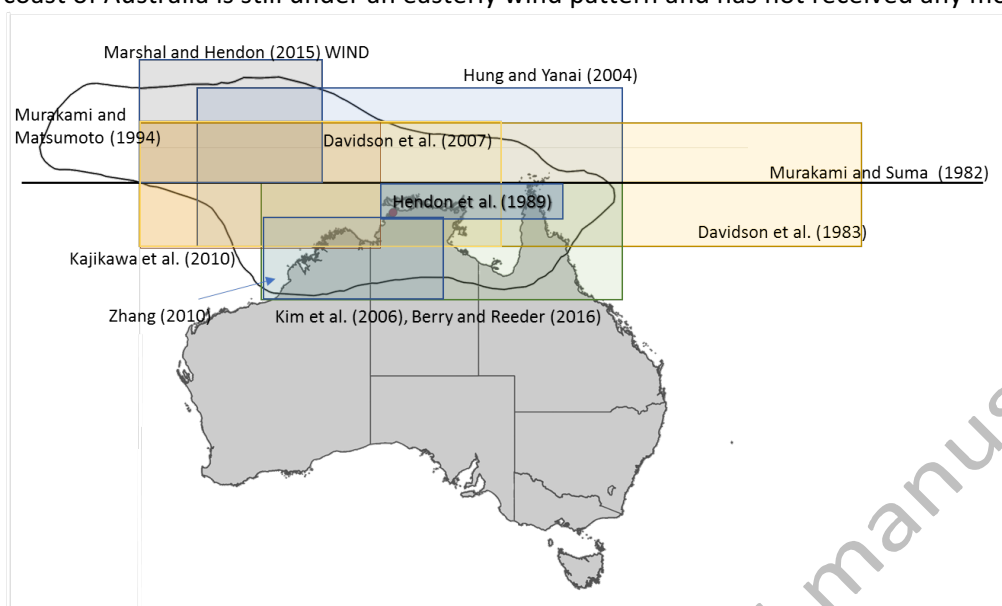 coast of Australia is still under an easterly wind pattern and has not received any
Marshal and Hendon (2015) WIND
Hung and Yanai (2004)
Murakami and
Matsumoto (1994)
Davidson et al. (2007)
Murakami and Suma (1982)
Hendon et al. (1989)
Davidson et al. (1983)
Kajikawa et al. (2010)
Zhang (2010)
Kim et al. (2006), Berry and Reeder (2016)
manus